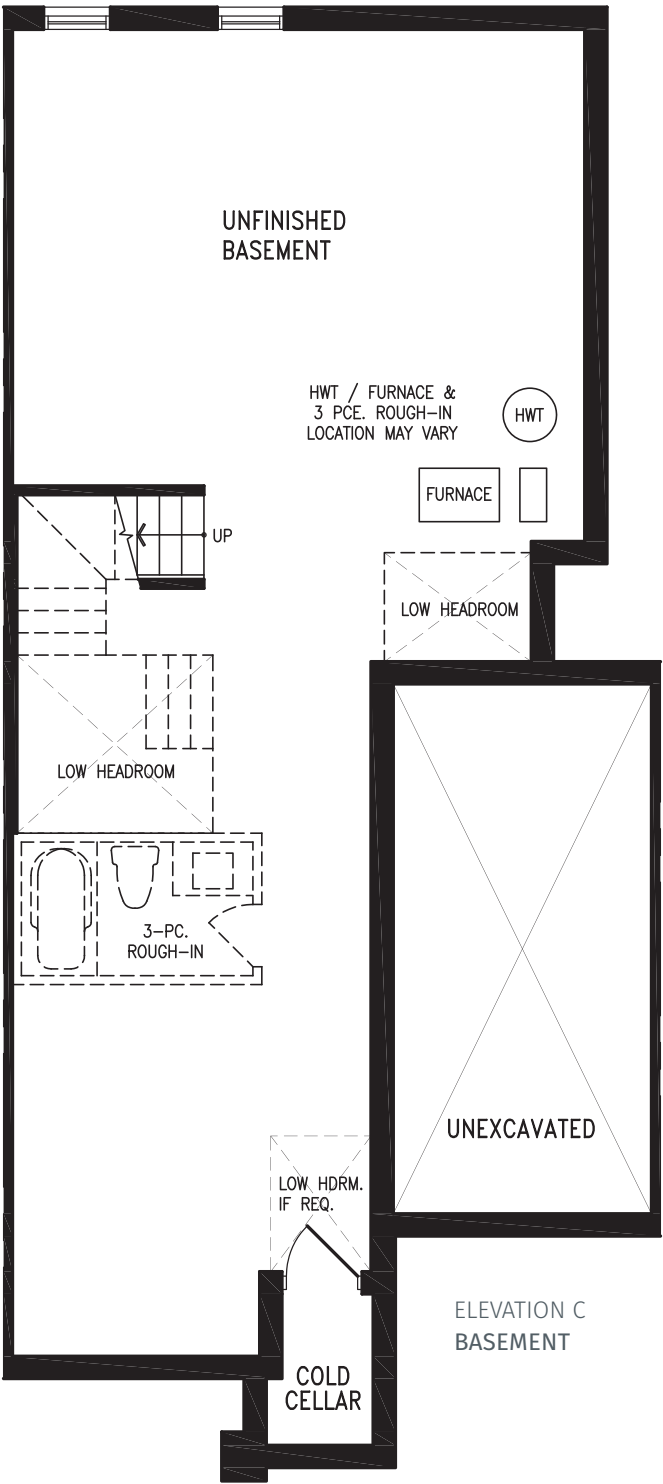 UNFINISHED
BASEMENT
HWT / FURNACE &
3 PCE. ROUGH-IN
LOCATION MAY VARY
HWT
FURNACE
UP
LOW HEADROOM
LOW HEADROOM
3-PC.
ROUGH-IN
UNEXCAVATED
LOW HDRM.
IF REQ.
ELEVATION C
BASEMENT
COLD
CELLAR